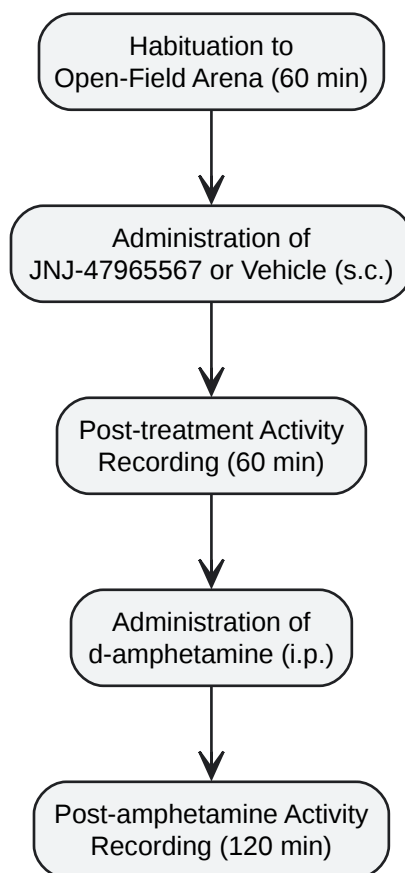 Habituation to
Open-Field Arena (60 min)
Administration of
JNJ-47965567 or Vehicle (s.c.)
Post-treatment Activity
Recording (60 min)
Administration of
d-amphetamine (i.p.)
Post-amphetamine Activity
Recording (120 min)